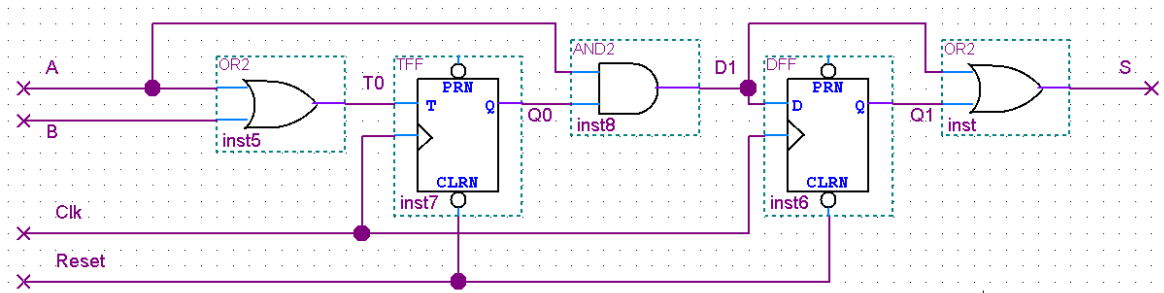 A
B
OR2
inst5
T0
TFF
PRN
T
Q
CLRN
inst7
Q0
AND2
inst8
D1
DFF
PRN
D
Q
CLRN
inst6
Q1
OR2
inst
S
Clk
Reset